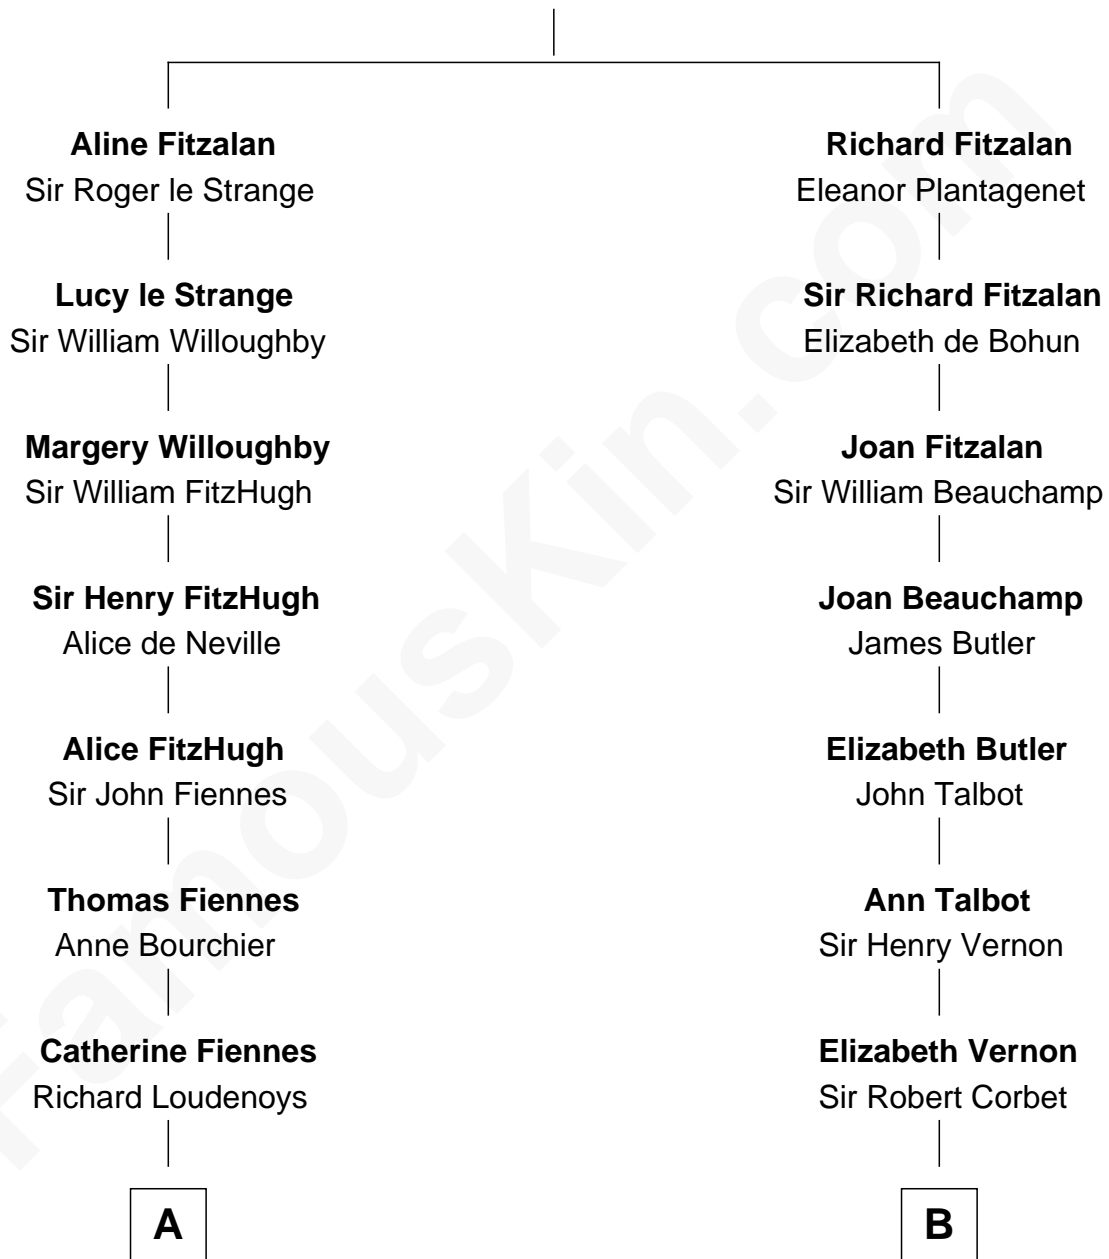 Aline Fitzalan
Sir Roger le Strange
Lucy le Strange
Sir William Willoughby
Margery Willoughby
Sir William FitzHugh
Sir Henry FitzHugh
Alice de Neville
Alice FitzHugh
Sir John Fiennes
Thomas Fiennes
Anne Bourchier
Catherine Fiennes
Richard Loudenoys
A
Richard Fitzalan
Eleanor Plantagenet
Sir Richard Fitzalan
Elizabeth de Bohun
Joan Fitzalan
Sir William Beauchamp
Joan Beauchamp
James Butler
Elizabeth Butler
John Talbot
Ann Talbot
Sir Henry Vernon
Elizabeth Vernon
Sir Robert Corbet
B
FamousKin.com